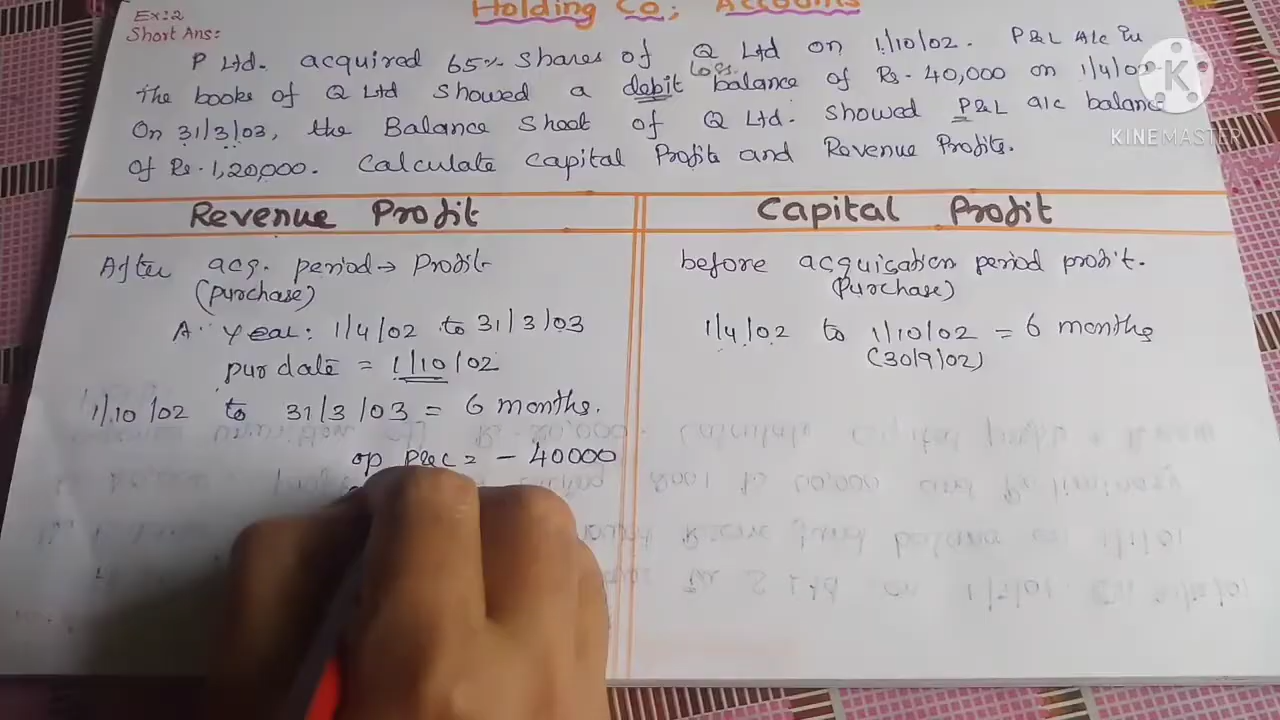 Holding Co; Accounts
Ex:2
Short Ans:
P Ltd. acquired 65% shares of Q Ltd on 1/10/02. P&L A/c in
loss.
the books of Q Ltd showed a debit balance of Rs. 40,000 on 1/4/02
On 31/3/03, the Balance Sheet of Q Ltd. showed P&L a/c balance
of Rs. 1,20,000. Calculate Capital Profit and Revenue Profits.
Revenue Profit
After acq. period → Profit
(purchase)
A. Year: 1/4/02 to 31/3/03
pur date = 1/10/02
1/10/02 to 31/3/03 = 6 months.
op P&L = - 40000
Capital Profit
before acquisation period profit.
(purchase)
1/4/02 to 1/10/02 = 6 months
(30/9/02)
KINEMASTER